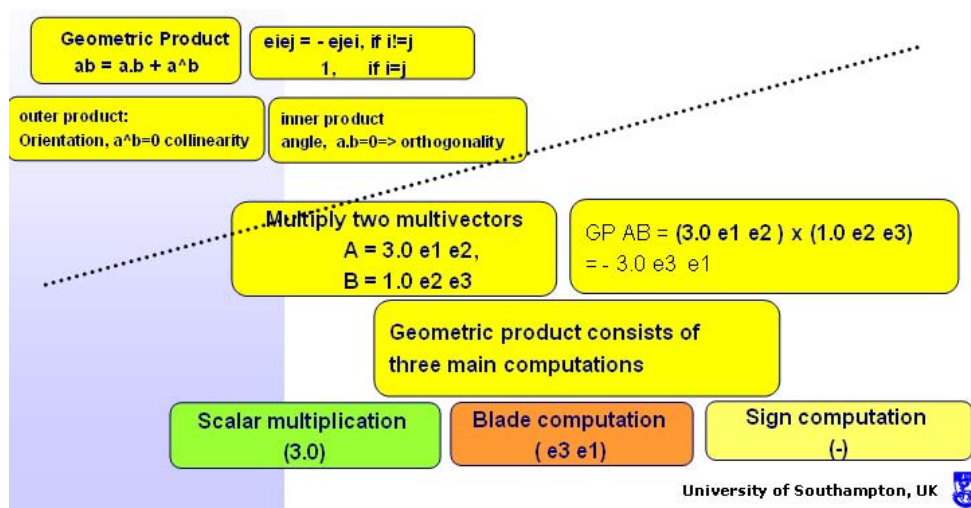 Geometric Product
ab = a.b + a^b
eiej = - ejei, if i!=j
1, if i=j
outer product:
Orientation, a^b=0 collinearity
inner product
angle, a.b=0=> orthogonality
Multiply two multivectors
A = 3.0 e1 e2,
B = 1.0 e2 e3
GP AB = (3.0 e1 e2 ) x (1.0 e2 e3)
= - 3.0 e3 e1
Geometric product consists of
three main computations
Scalar multiplication
(3.0)
Blade computation
( e3 e1)
Sign computation
(-)
University of Southampton, UK